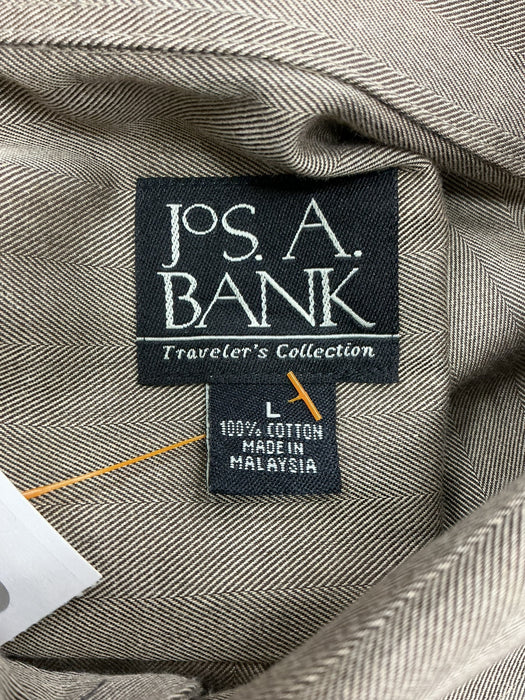 JoS. A.
BANK
Traveler's Collection
L
100% COTTON
MADE IN
MALAYSIA